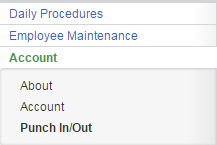 Daily Procedures
Employee Maintenance
Account
About
Account
Punch In/Out